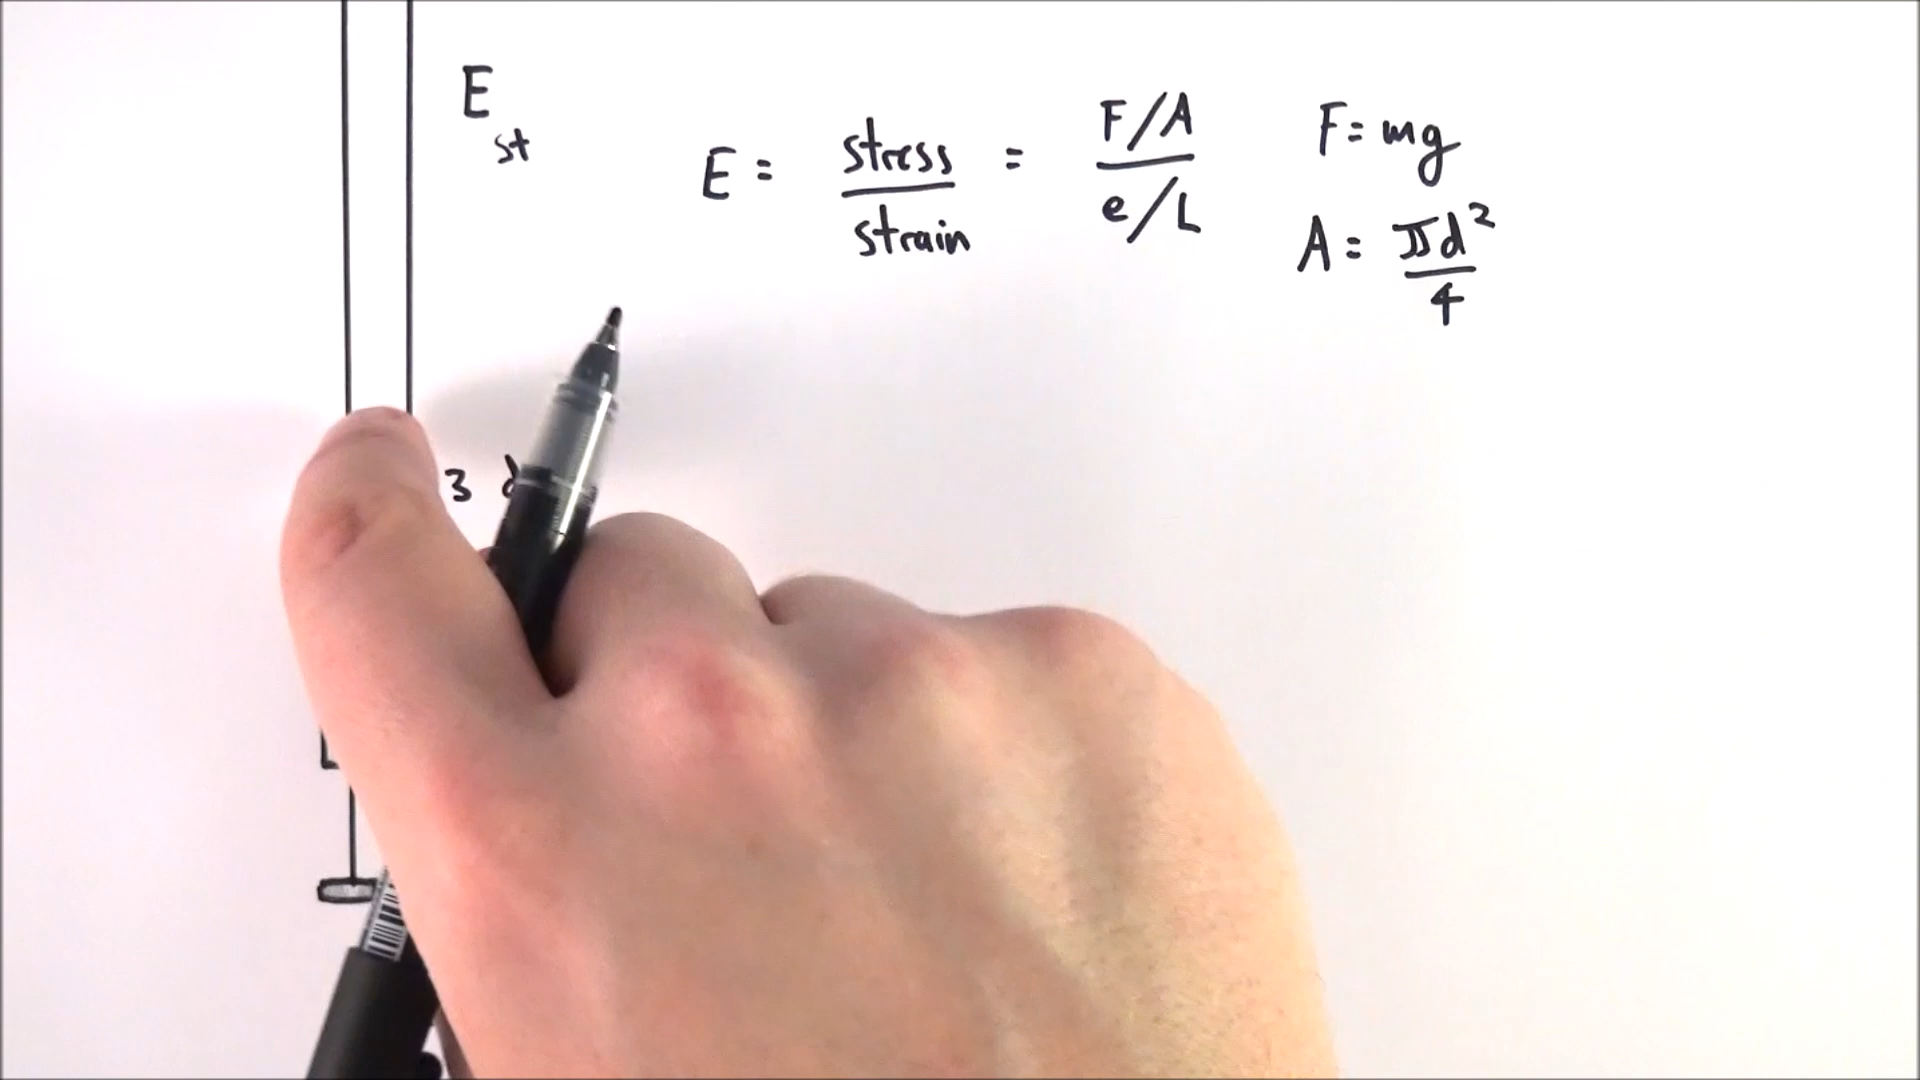 E st
E = stress / strain = F/A / e/L
F = mg
A = πd² / 4
3 d